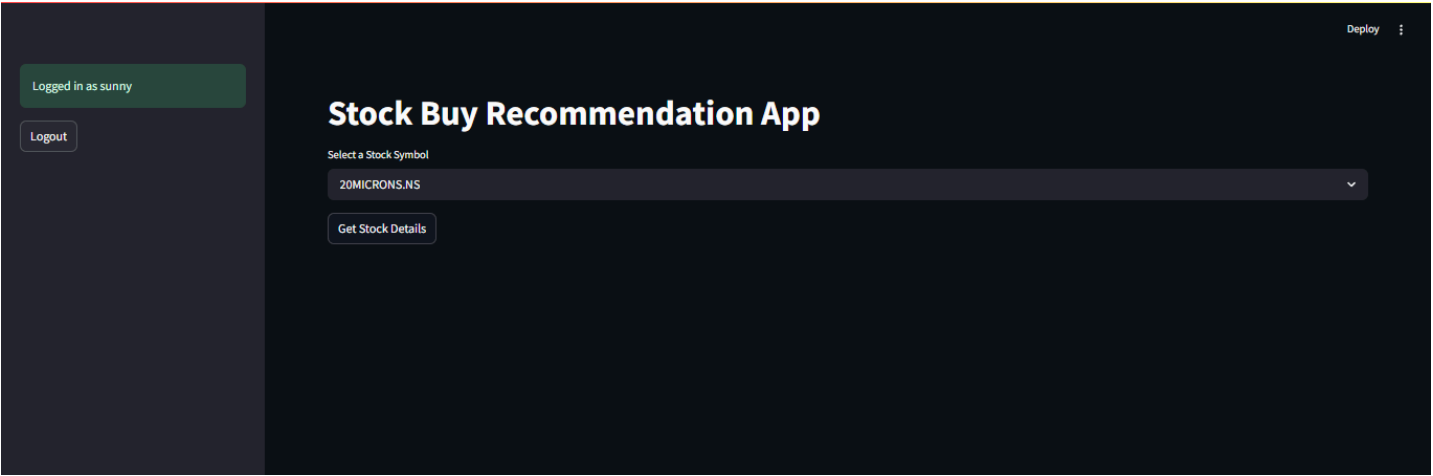 Deploy
Logged in as sunny
Logout
Stock Buy Recommendation App
Select a Stock Symbol
20MICRONS.NS
Get Stock Details